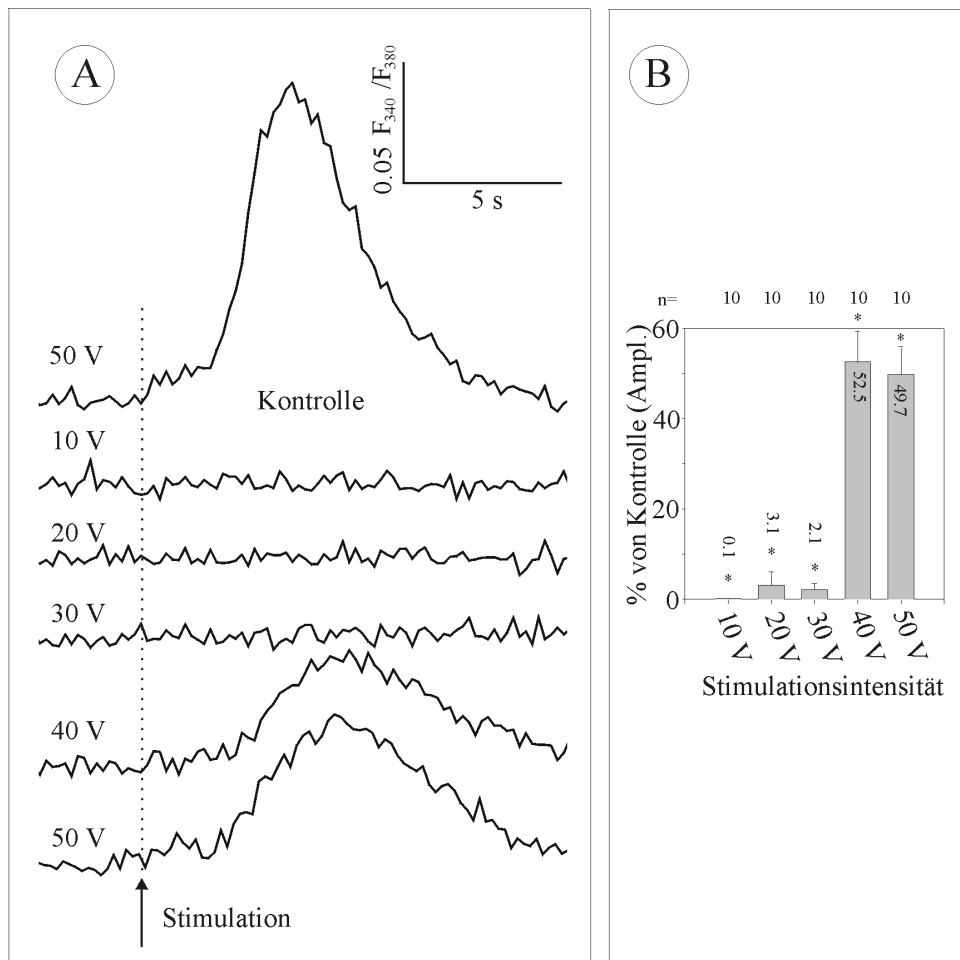 A
0.05 F340 /F380
5 s
50 V
Kontrolle
10 V
20 V
30 V
40 V
50 V
Stimulation
B
n= 10 10 10 10 10
% von Kontrolle (Ampl.)
60
40
20
0
0.1 *
3.1 *
2.1 *
* 52.5
* 49.7
10 V 20 V 30 V 40 V 50 V
Stimulationsintensität